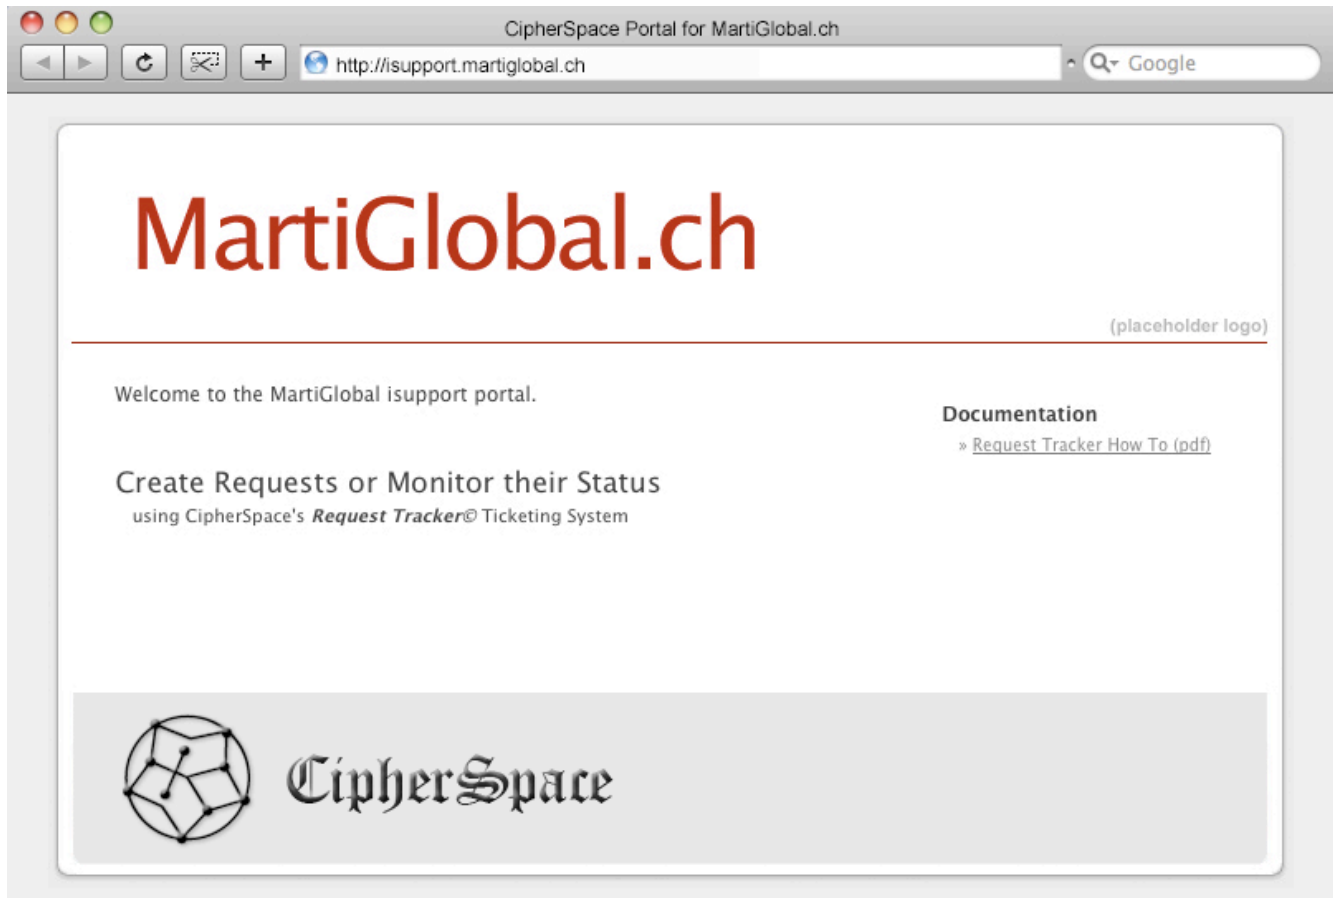 CipherSpace Portal for MartiGlobal.ch
http://isupport.martiglobal.ch
Google
MartiGlobal.ch
(placeholder logo)
Welcome to the MartiGlobal isupport portal.
Documentation
» Request Tracker How To (pdf)
Create Requests or Monitor their Status
using CipherSpace's Request Tracker© Ticketing System
CipherSpace